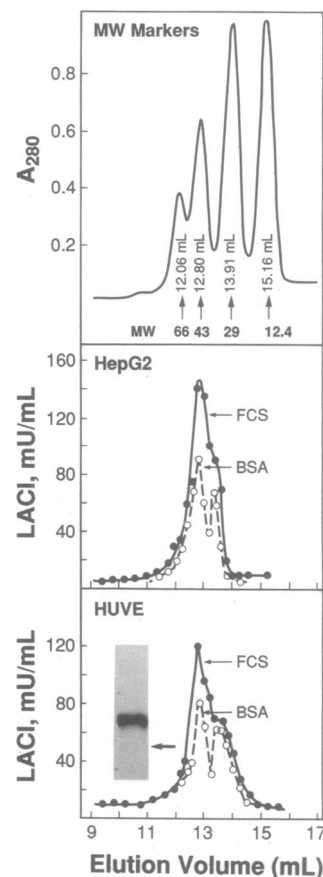 MW Markers
A280
0.8
0.6
0.4
0.2
12.06 mL
12.80 mL
13.91 mL
15.16 mL
MW 66 43 29 12.4
HepG2
LACI, mU/mL
160
120
80
40
FCS
BSA
HUVE
LACI, mU/mL
120
80
40
FCS
BSA
9 11 13 15 17
Elution Volume (mL)